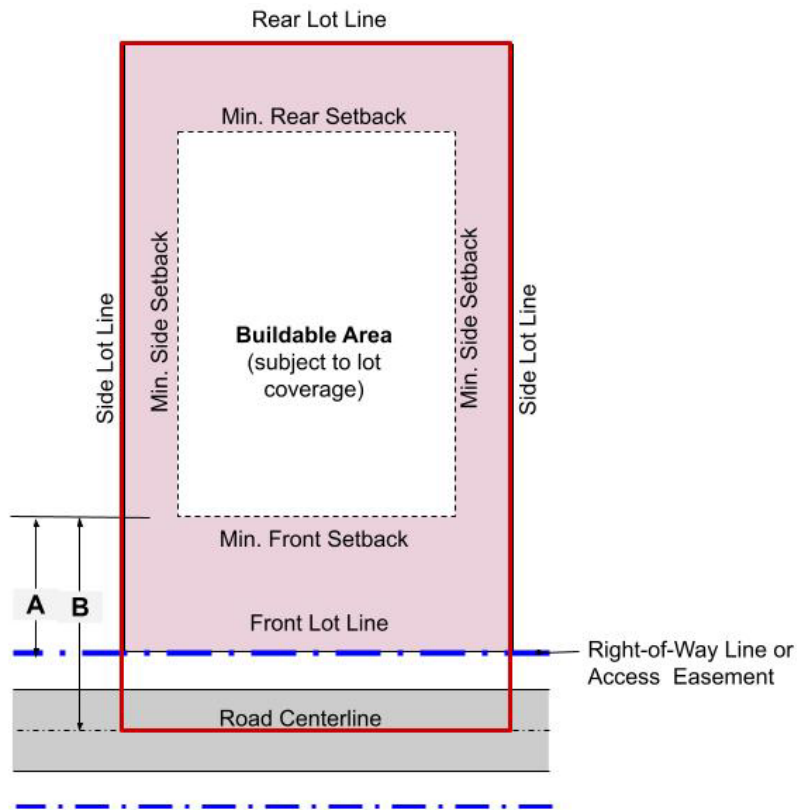 Rear Lot Line
Min. Rear Setback
Side Lot Line
Min. Side Setback
Buildable Area
(subject to lot
coverage)
Min. Side Setback
Side Lot Line
Min. Front Setback
A
B
Front Lot Line
Right-of-Way Line or
Access Easement
Road Centerline